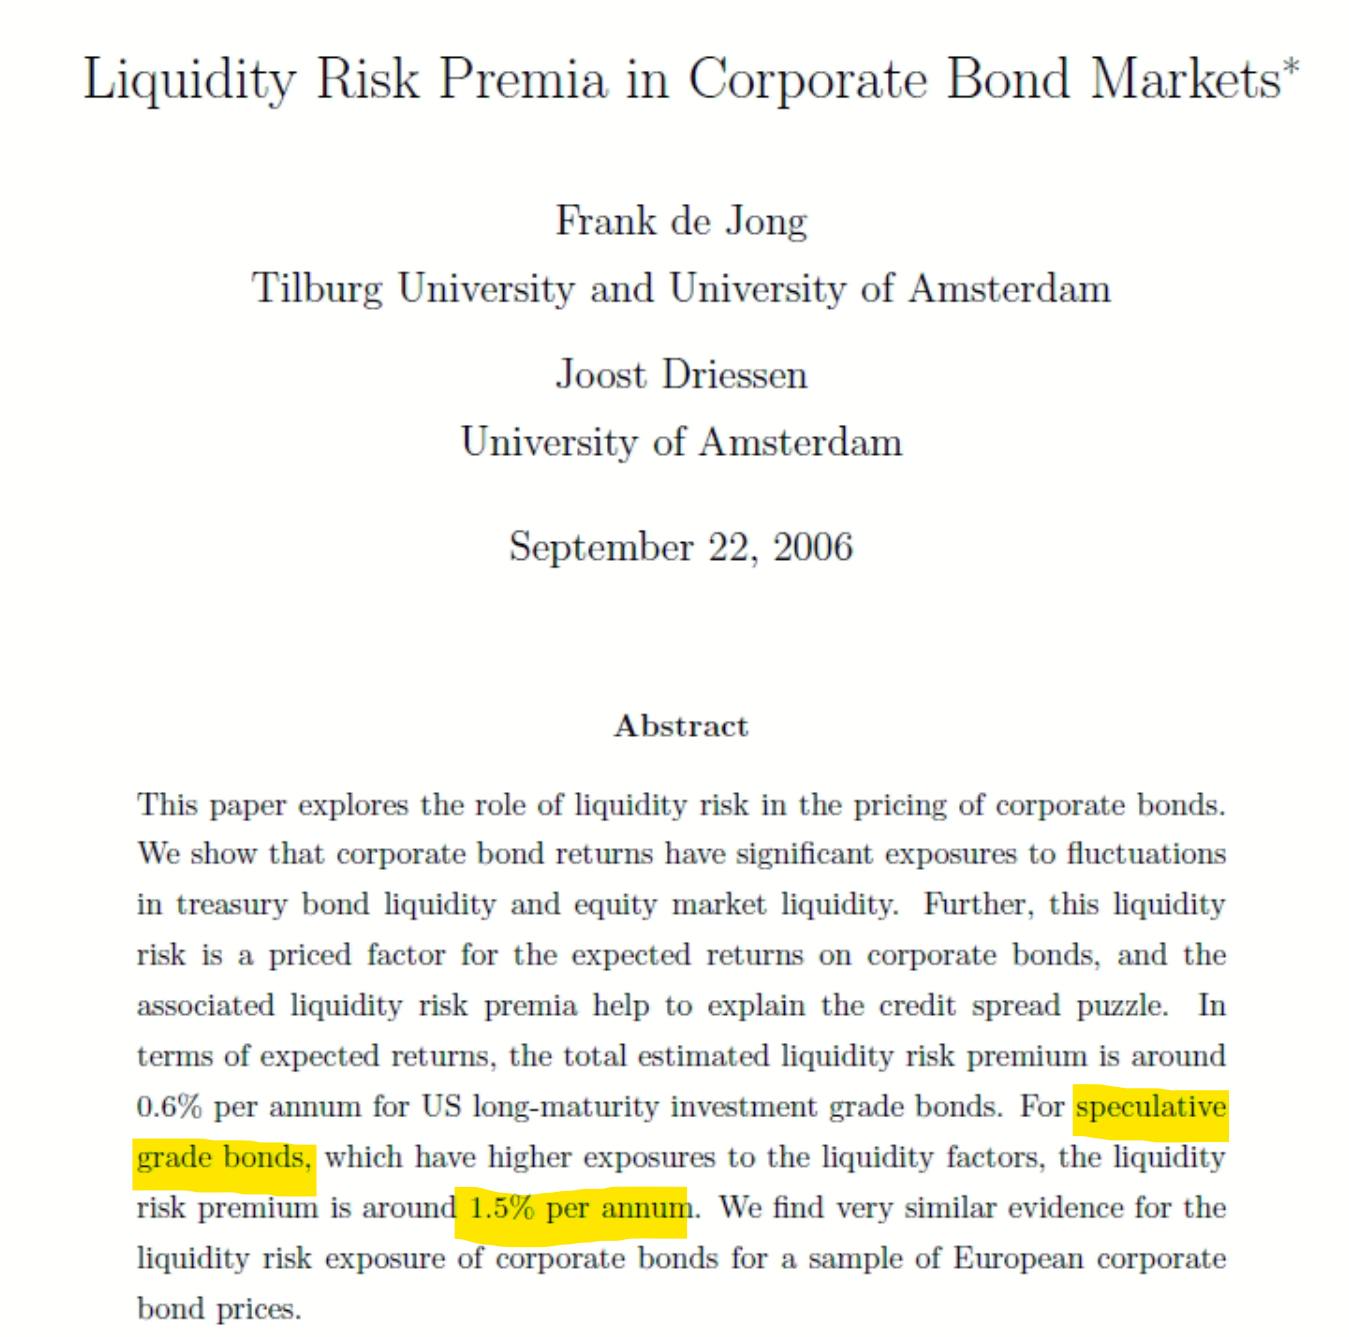 Liquidity Risk Premia in Corporate Bond Markets*
Frank de Jong
Tilburg University and University of Amsterdam
Joost Driessen
University of Amsterdam
September 22, 2006
Abstract
This paper explores the role of liquidity risk in the pricing of corporate bonds.
We show that corporate bond returns have significant exposures to fluctuations
in treasury bond liquidity and equity market liquidity. Further, this liquidity
risk is a priced factor for the expected returns on corporate bonds, and the
associated liquidity risk premia help to explain the credit spread puzzle. In
terms of expected returns, the total estimated liquidity risk premium is around
0.6% per annum for US long-maturity investment grade bonds. For speculative
grade bonds, which have higher exposures to the liquidity factors, the liquidity
risk premium is around 1.5% per annum. We find very similar evidence for the
liquidity risk exposure of corporate bonds for a sample of European corporate
bond prices.